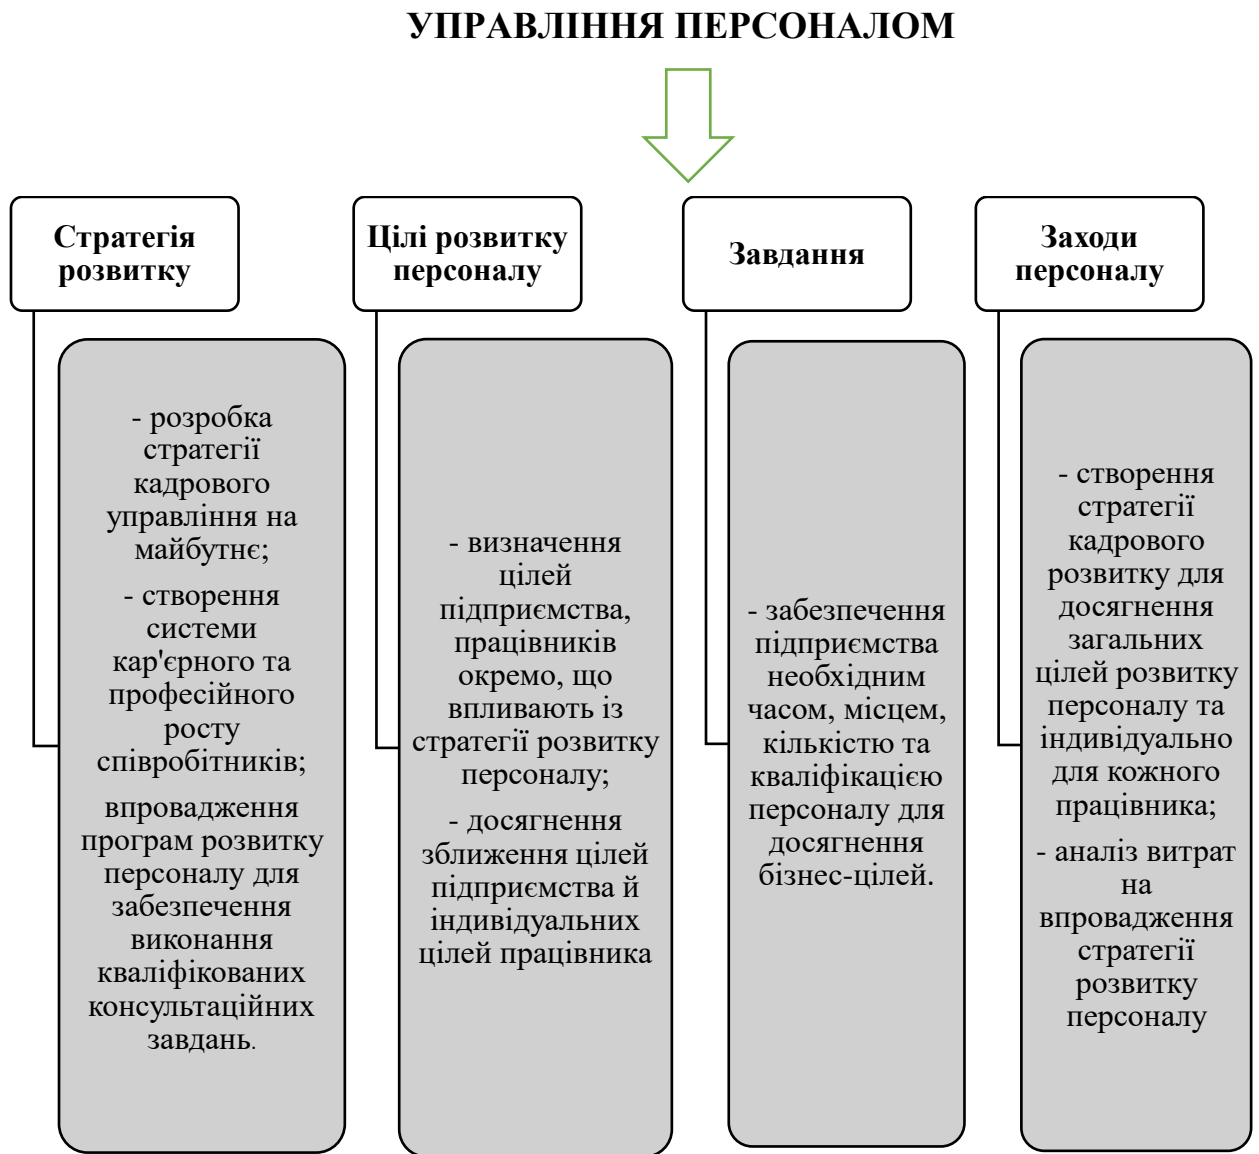 УПРАВЛІННЯ ПЕРСОНАЛОМ
Стратегія
розвитку
- розробка
стратегії
кадрового
управління на
майбутнє;
- створення
системи
кар'єрного та
професійного
росту
співробітників;
впровадження
програм розвитку
персоналу для
забезпечення
виконання
кваліфікованих
консультаційних
завдань.
Цілі розвитку
персоналу
- визначення
цілей
підприємства,
працівників
окремо, що
впливають із
стратегії розвитку
персоналу;
- досягнення
зближення цілей
підприємства й
індивідуальних
цілей працівника
Завдання
- забезпечення
підприємства
необхідним
часом, місцем,
кількістю та
кваліфікацією
персоналу для
досягнення
бізнес-цілей.
Заходи
персоналу
- створення
стратегії
кадрового
розвитку для
досягнення
загальних
цілей розвитку
персоналу та
індивідуально
для кожного
працівника;
- аналіз витрат
на
впровадження
стратегії
розвитку
персоналу